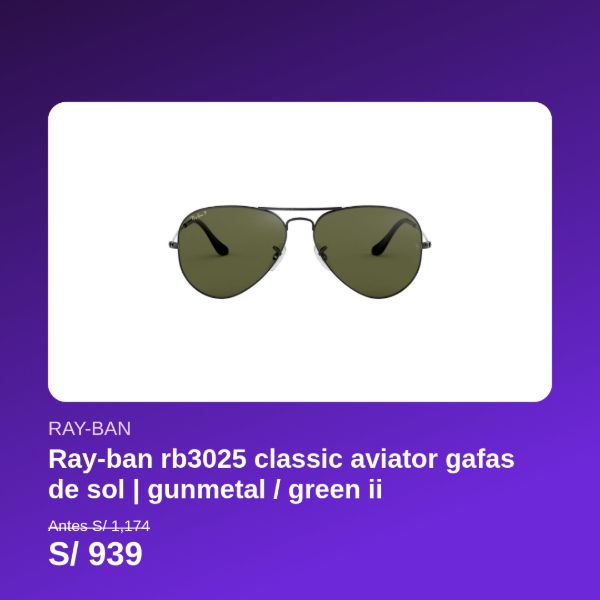 RAY-BAN
Ray-ban rb3025 classic aviator gafas
de sol | gunmetal / green ii
Antes S/ 1,174
S/ 939